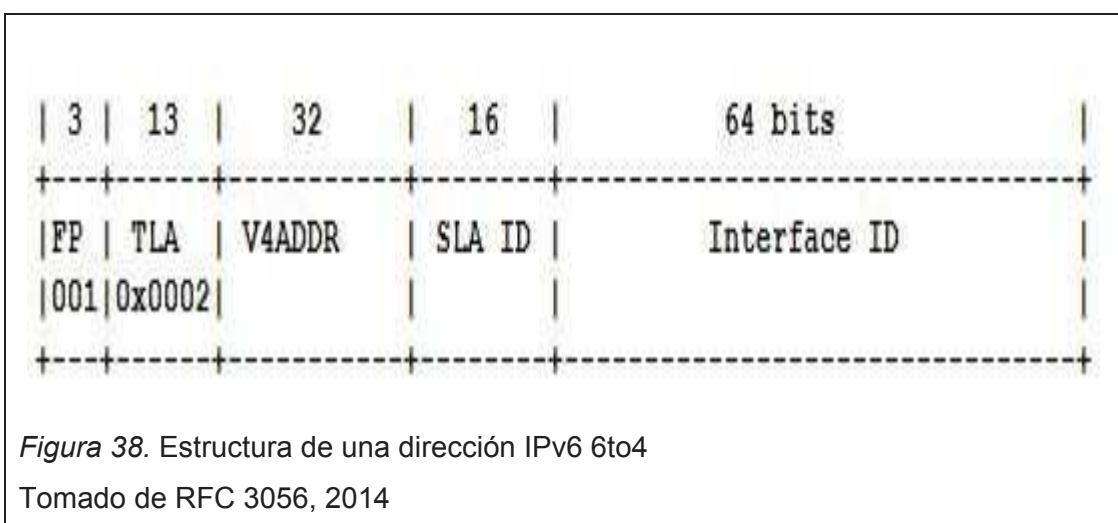 | 3 | 13 | 32 | 16 | 64 bits |
+---+------+-----------+--------+--------------------------------+
|FP | TLA | V4ADDR | SLA ID | Interface ID |
|001|0x0002| | | |
+---+------+-----------+--------+--------------------------------+
Figura 38. Estructura de una dirección IPv6 6to4
Tomado de RFC 3056, 2014